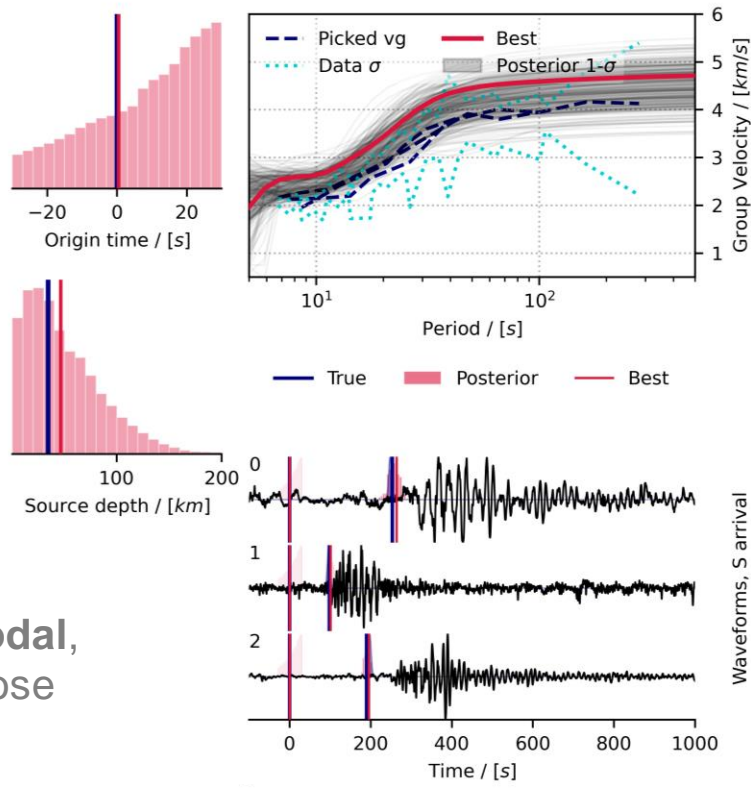 −20 0 20
Origin time / [s]
100 200
Source depth / [km]
Picked vg
Data σ
Best
Posterior 1-σ
6
5
4
3
2
1
Group Velocity / [km/s]
10¹ 10²
Period / [s]
True Posterior Best
0
1
2
Waveforms, S arrival
0 200 400 600 800 1000
Time / [s]
odal,
ose